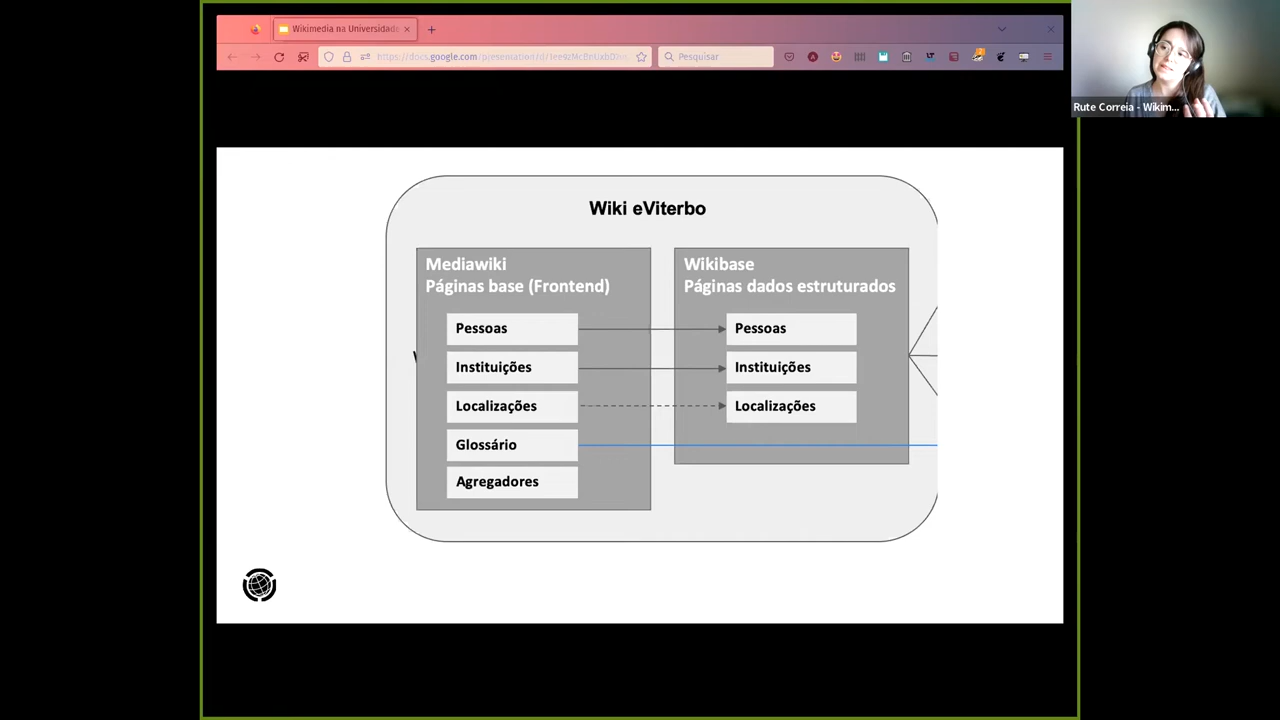 Wikimedia na Universidade
Pesquisar
Rute Correia - Wikim...
Wiki eViterbo
Mediawiki
Páginas base (Frontend)
Pessoas
Instituições
Localizações
Glossário
Agregadores
Wikibase
Páginas dados estruturados
Pessoas
Instituições
Localizações